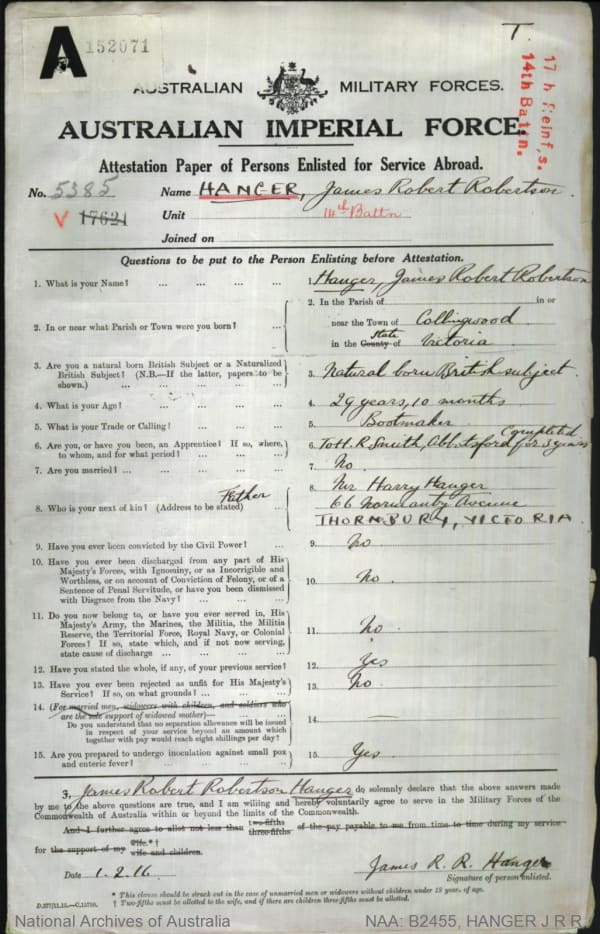 A 152071
T.
17th Reinf,s.
14th Battn.
AUSTRALIAN MILITARY FORCES.
AUSTRALIAN IMPERIAL FORCE.
Attestation Paper of Persons Enlisted for Service Abroad.
No. 5385 Name HANGER, James Robert Robertson.
V 17621 Unit 14th Battn
Joined on
Questions to be put to the Person Enlisting before Attestation.
1. What is your Name? ... ... ... ... 1 Hanger, James Robert Robertson
2. In or near what Parish or Town were you born? ... 2. In the Parish of in or
near the Town of Collingwood
in the County of State Victoria
3. Are you a natural born British Subject or a Naturalized
British Subject? (N.B.—If the latter, papers to be
shown.) ... ... ... ... ... 3. Natural born British subject.
4. What is your Age? ... ... ... ... 4. 29 years, 10 months
5. What is your Trade or Calling? ... ... ... 5. Bootmaker
6. Are you, or have you been, an Apprentice? If so, where,
to whom, and for what period? ... ... ... 6. To H. R. Smith, Abbotsford for 5 years Completed
7. Are you married? ... ... ... ... 7. No.
8. Who is your next of kin? (Address to be stated) Father ... 8. Mr Harry Hanger
66 Normanby Avenue
THORNBURY, VICTORIA.
9. Have you ever been convicted by the Civil Power? ... 9. No
10. Have you ever been discharged from any part of His
Majesty's Forces, with Ignominy, or as Incorrigible and
Worthless, or on account of Conviction of Felony, or of a
Sentence of Penal Servitude, or have you been dismissed
with Disgrace from the Navy? ... ... ... 10. No.
11. Do you now belong to, or have you ever served in, His
Majesty's Army, the Marines, the Militia, the Militia
Reserve, the Territorial Force, Royal Navy, or Colonial
Forces? If so, state which, and if not now serving,
state cause of discharge ... ... ... ... 11. No.
12. Have you stated the whole, if any, of your previous service? 12. Yes
13. Have you ever been rejected as unfit for His Majesty's
Service? If so, on what grounds? ... ... ... 13. No.
14. (For married men, widowers with children, and soldiers who
are the sole support of widowed mother)—
Do you understand that no separation allowance will be issued
in respect of your service beyond an amount which
together with pay would reach eight shillings per day? 14. —
15. Are you prepared to undergo inoculation against small pox
and enteric fever? ... ... ... ... 15. Yes.
I, James Robert Robertson Hanger do solemnly declare that the above answers made
by me to the above questions are true, and I am willing and hereby voluntarily agree to serve in the Military Forces of the
Commonwealth of Australia within or beyond the limits of the Commonwealth.
And I further agree to allot not less than two-fifths three-fifths of the pay payable to me from time to time during my service
for the support of my wife.*† wife and children.
Date 1.2.16. James R. R. Hanger
Signature of person enlisted.
* This clause should be struck out in the case of unmarried men or widowers without children under 18 year, of age.
† Two-fifths must be allotted to the wife, and if there are children three-fifths must be allotted.
D.277/11.15.—C.15710.
National Archives of Australia
NAA: B2455, HANGER J R R